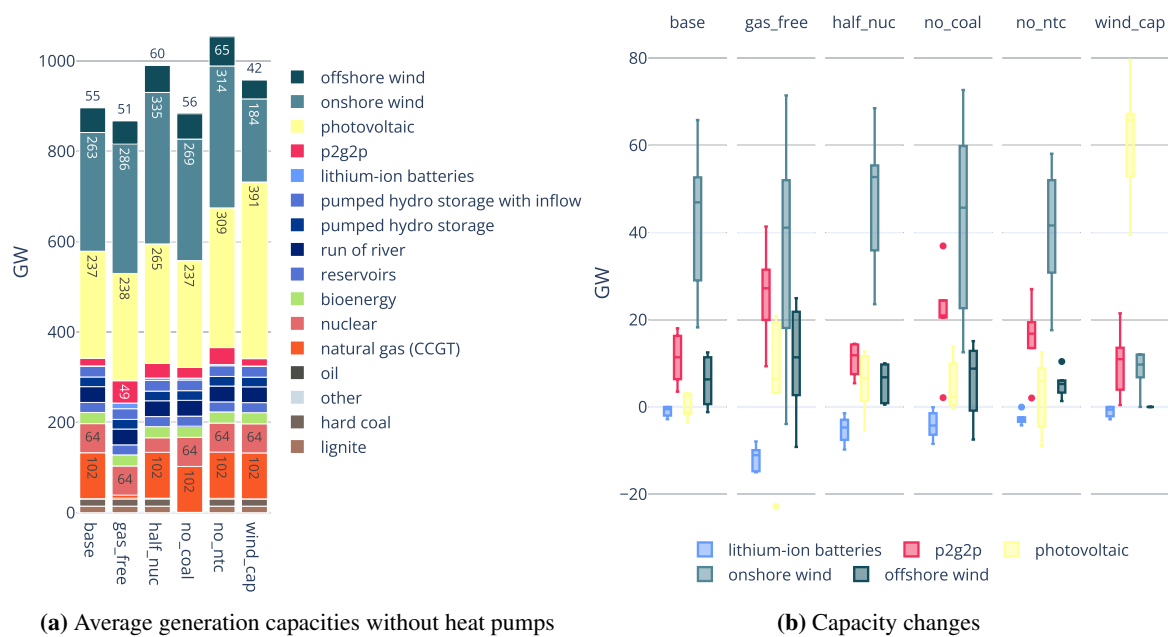 GW
1000
800
600
400
200
0
55
263
237
64
102
51
286
238
49
64
60
335
265
102
56
269
237
64
102
65
314
309
64
102
42
184
391
64
102
base
gas_free
half_nuc
no_coal
no_ntc
wind_cap
offshore wind
onshore wind
photovoltaic
p2g2p
lithium-ion batteries
pumped hydro storage with inflow
pumped hydro storage
run of river
reservoirs
bioenergy
nuclear
natural gas (CCGT)
oil
other
hard coal
lignite
(a) Average generation capacities without heat pumps
base
gas_free
half_nuc
no_coal
no_ntc
wind_cap
GW
80
60
40
20
0
−20
lithium-ion batteries
p2g2p
photovoltaic
onshore wind
offshore wind
(b) Capacity changes